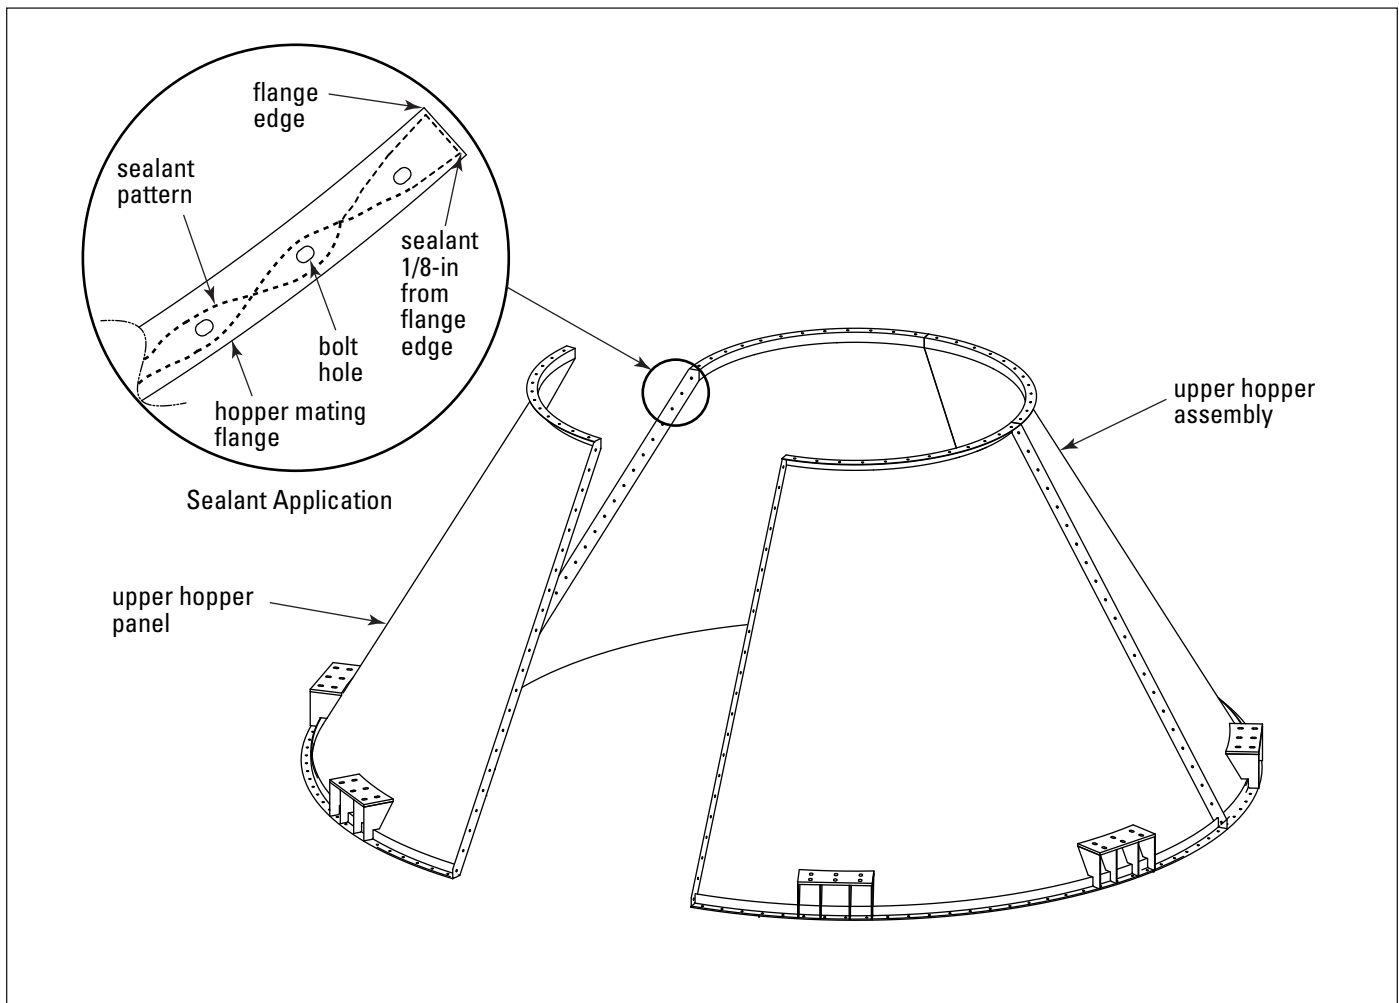 flange
edge
sealant
pattern
sealant
1/8-in
from
flange
edge
bolt
hole
hopper mating
flange
Sealant Application
upper hopper
assembly
upper hopper
panel